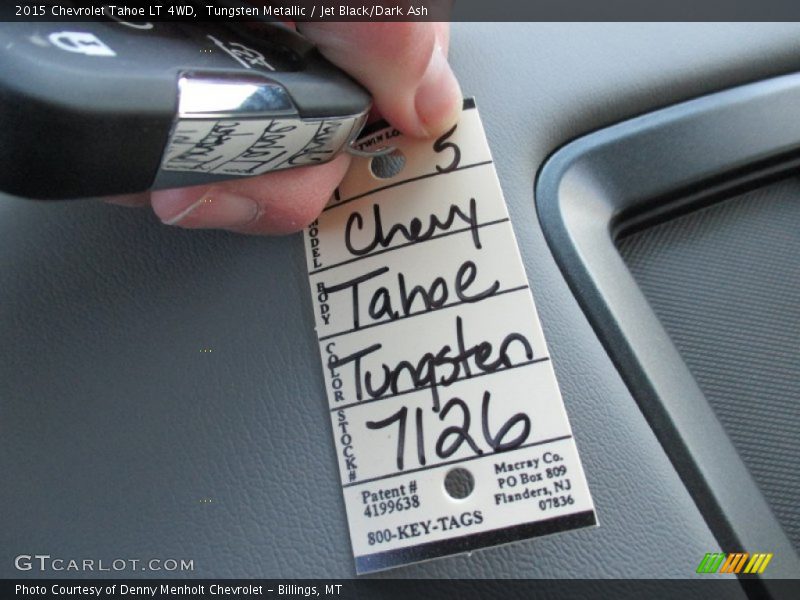 2015 Chevrolet Tahoe LT 4WD, Tungsten Metallic / Jet Black/Dark Ash
TWIN LO
5
MODEL Chevy
BODY Tahoe
COLOR Tungsten
STOCK# 7126
Patent #
4199638
800-KEY-TAGS
Macray Co.
PO Box 809
Flanders, NJ
07836
GTCARLOT.COM
Photo Courtesy of Denny Menholt Chevrolet - Billings, MT